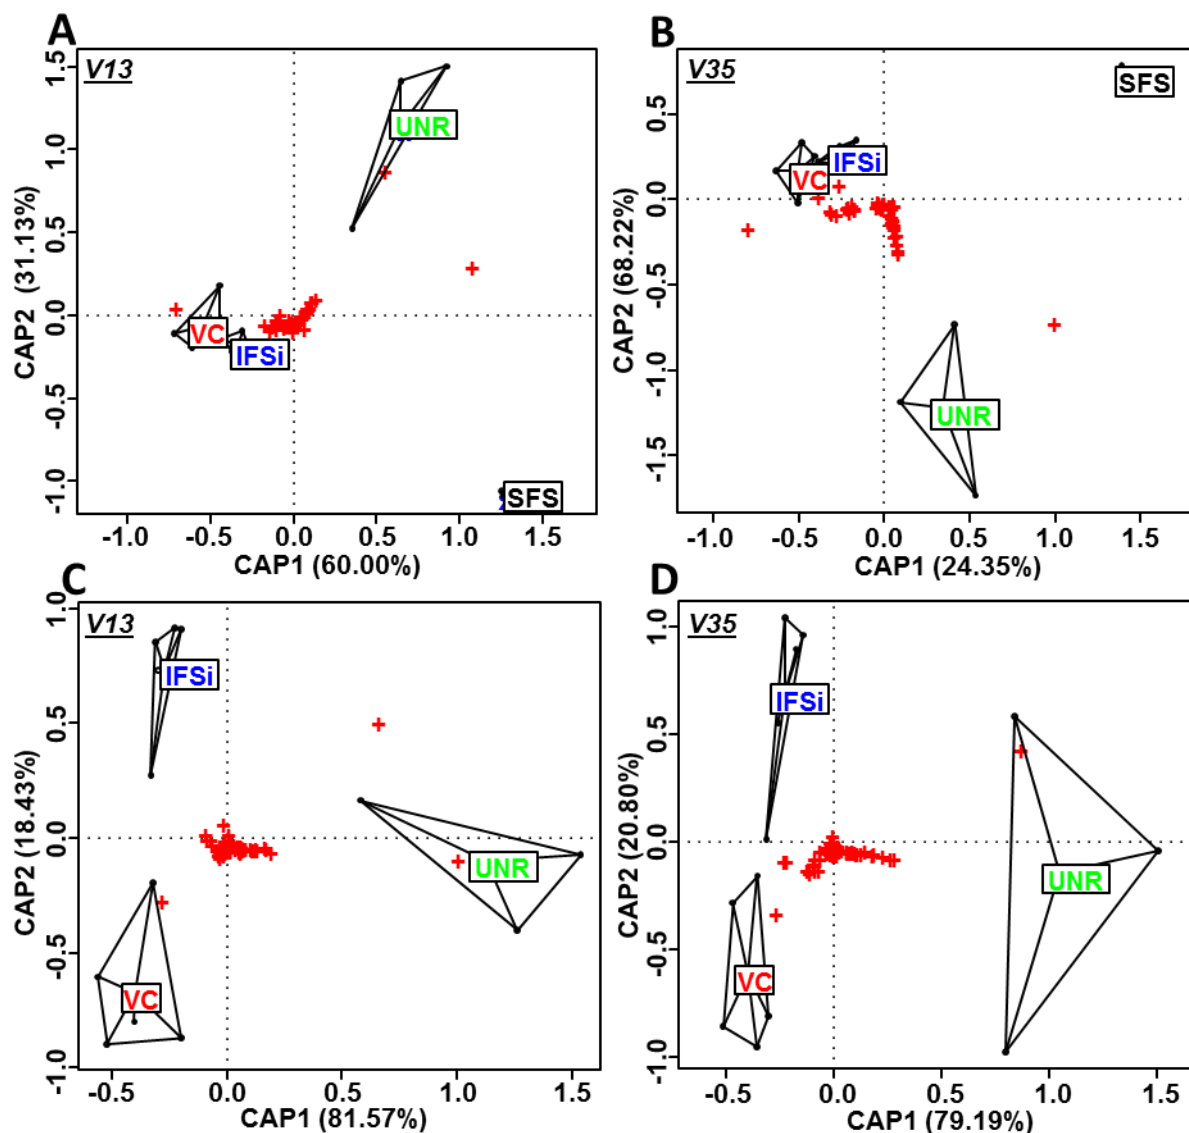 A
V13
1.5
1.0
0.5
0.0
-0.5
-1.0
CAP2 (31.13%)
UNR
VC
IFSi
SFS
-1.0 -0.5 0.0 0.5 1.0 1.5
CAP1 (60.00%)
B
V35
0.5
0.0
-0.5
-1.0
-1.5
CAP2 (68.22%)
SFS
IFSi
VC
UNR
-1.0 -0.5 0.0 0.5 1.0 1.5
CAP1 (24.35%)
C
V13
1.0
0.5
0.0
-0.5
-1.0
CAP2 (18.43%)
IFSi
UNR
VC
-0.5 0.0 0.5 1.0 1.5
CAP1 (81.57%)
D
V35
1.0
0.5
0.0
-0.5
-1.0
CAP2 (20.80%)
IFSi
UNR
VC
-0.5 0.0 0.5 1.0 1.5
CAP1 (79.19%)